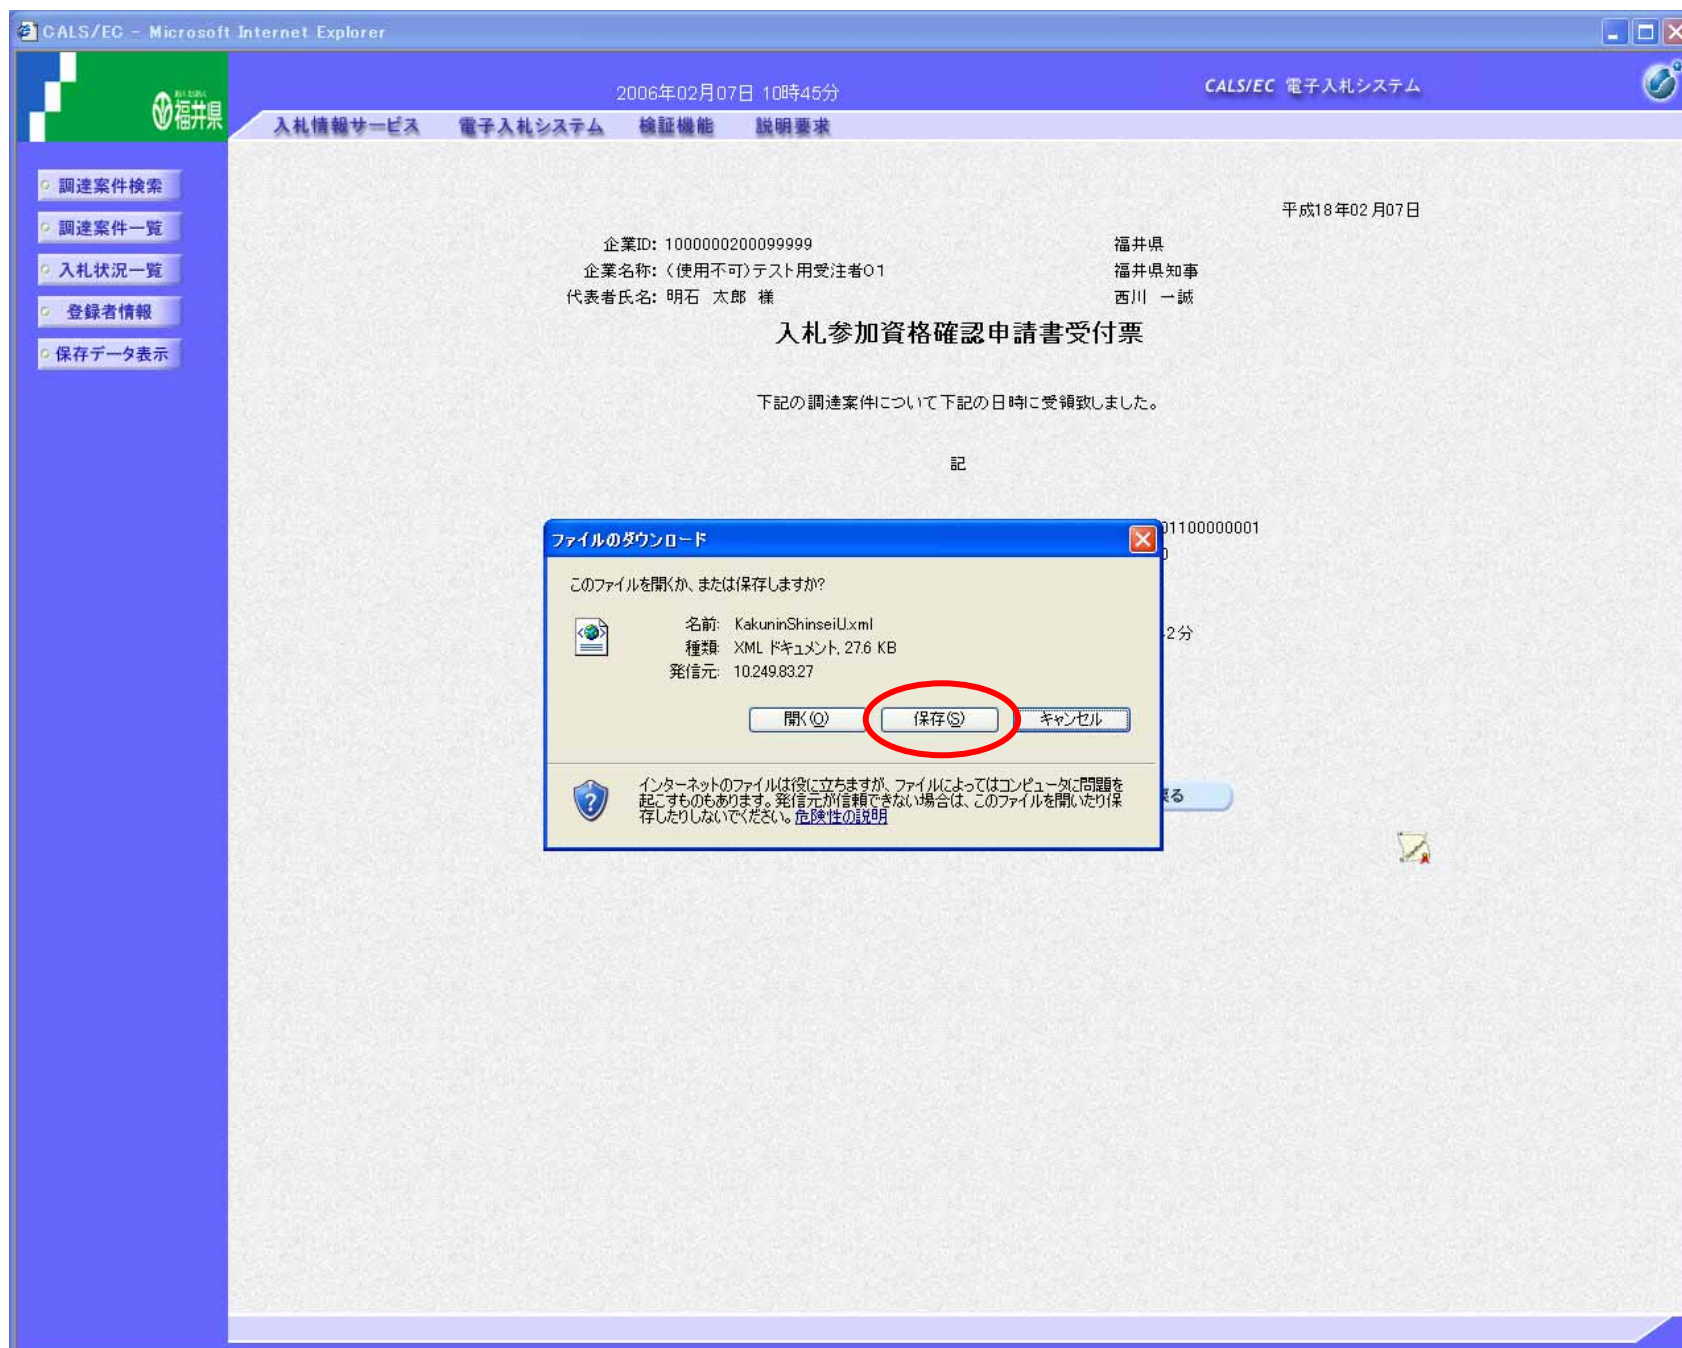 CALS/EC - Microsoft Internet Explorer
福井県
2006年02月07日 10時45分
CALS/EC 電子入札システム
入札情報サービス 電子入札システム 検証機能 説明要求
調達案件検索
調達案件一覧
入札状況一覧
登録者情報
保存データ表示
平成18年02月07日
企業ID: 1000000200099999
福井県
企業名称: (使用不可)テスト用受注者01
福井県知事
代表者氏名: 明石 太郎 様
西川 一誠
入札参加資格確認申請書受付票
下記の調達案件について下記の日時に受領致しました。
記
01100000001
2分
る
ファイルのダウンロード
このファイルを開くか、または保存しますか?
名前: KakuninShinseiU.xml
種類: XML ドキュメント, 27.6 KB
発信元: 10.249.83.27
開く(O) 保存(S) キャンセル
インターネットのファイルは役に立ちますが、ファイルによってはコンピュータに問題を
起こすものもあります。発信元が信頼できない場合は、このファイルを開いたり保
存したりしないでください。危険性の説明